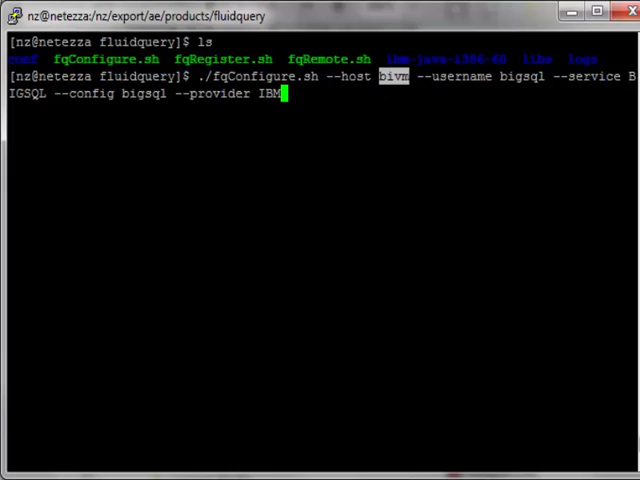 nz@netezza:/nz/export/ae/products/fluidquery
[nz@netezza fluidquery]$ ls
conf fqConfigure.sh fqRegister.sh fqRemote.sh ibm-java-i386-60 libs logs
[nz@netezza fluidquery]$ ./fqConfigure.sh --host bivm --username bigsql --service B
IGSQL --config bigsql --provider IBM